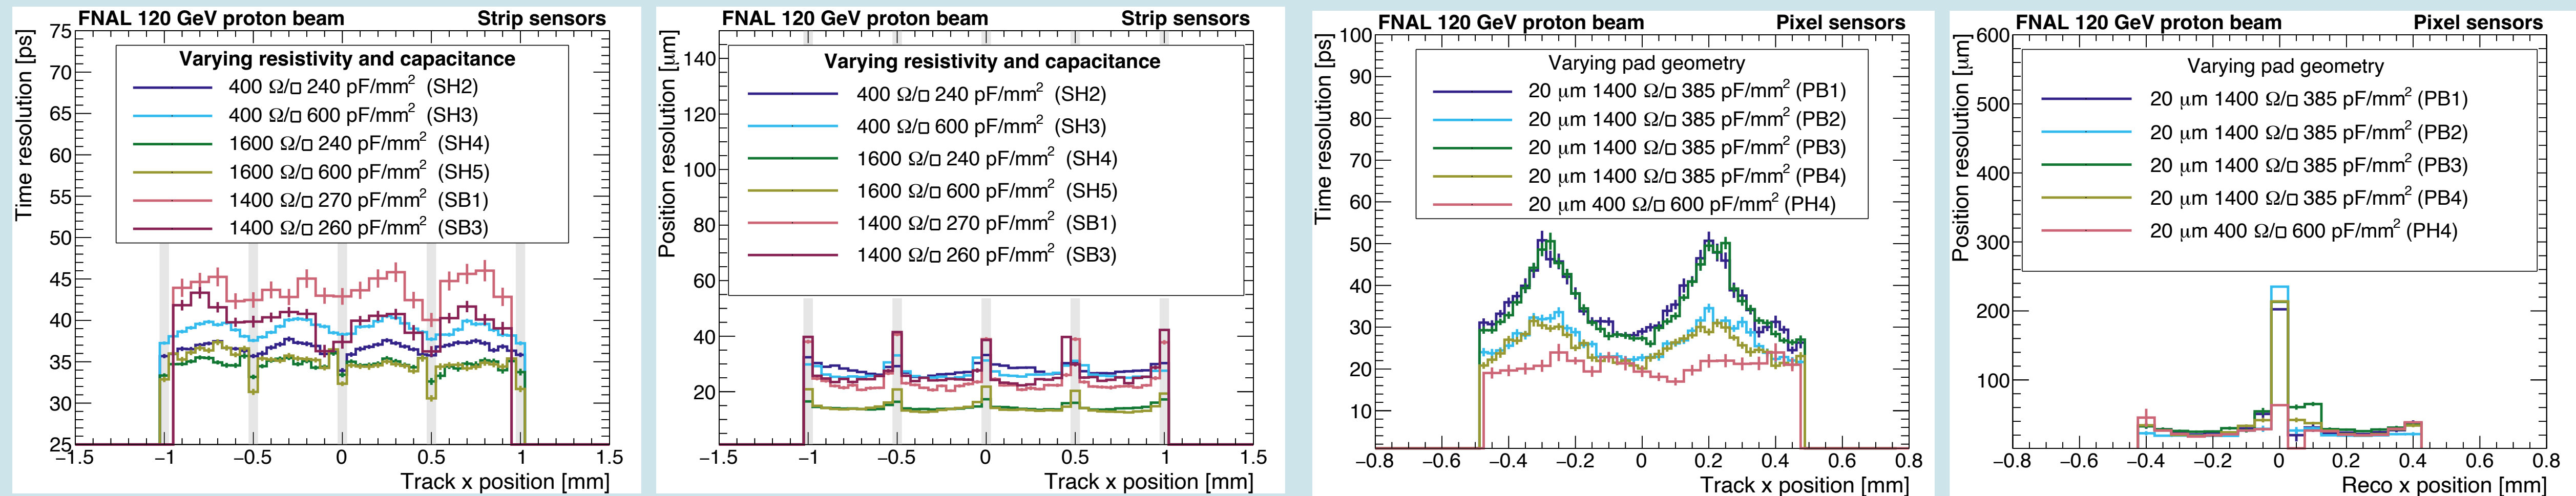 FNAL 120 GeV proton beam Strip sensors
Time resolution [ps]
Varying resistivity and capacitance
400 Ω/□ 240 pF/mm² (SH2)
400 Ω/□ 600 pF/mm² (SH3)
1600 Ω/□ 240 pF/mm² (SH4)
1600 Ω/□ 600 pF/mm² (SH5)
1400 Ω/□ 270 pF/mm² (SB1)
1400 Ω/□ 260 pF/mm² (SB3)
75
70
65
60
55
50
45
40
35
30
25
−1.5 −1 −0.5 0 0.5 1 1.5
Track x position [mm]
FNAL 120 GeV proton beam Strip sensors
Position resolution [μm]
Varying resistivity and capacitance
400 Ω/□ 240 pF/mm² (SH2)
400 Ω/□ 600 pF/mm² (SH3)
1600 Ω/□ 240 pF/mm² (SH4)
1600 Ω/□ 600 pF/mm² (SH5)
1400 Ω/□ 270 pF/mm² (SB1)
1400 Ω/□ 260 pF/mm² (SB3)
140
120
100
80
60
40
20
−1.5 −1 −0.5 0 0.5 1 1.5
Track x position [mm]
FNAL 120 GeV proton beam Pixel sensors
Time resolution [ps]
Varying pad geometry
20 μm 1400 Ω/□ 385 pF/mm² (PB1)
20 μm 1400 Ω/□ 385 pF/mm² (PB2)
20 μm 1400 Ω/□ 385 pF/mm² (PB3)
20 μm 1400 Ω/□ 385 pF/mm² (PB4)
20 μm 400 Ω/□ 600 pF/mm² (PH4)
100
90
80
70
60
50
40
30
20
10
−0.8 −0.6 −0.4 −0.2 0 0.2 0.4 0.6 0.8
Track x position [mm]
FNAL 120 GeV proton beam Pixel sensors
Position resolution [μm]
Varying pad geometry
20 μm 1400 Ω/□ 385 pF/mm² (PB1)
20 μm 1400 Ω/□ 385 pF/mm² (PB2)
20 μm 1400 Ω/□ 385 pF/mm² (PB3)
20 μm 1400 Ω/□ 385 pF/mm² (PB4)
20 μm 400 Ω/□ 600 pF/mm² (PH4)
600
500
400
300
200
100
−0.8 −0.6 −0.4 −0.2 0 0.2 0.4 0.6 0.8
Reco x position [mm]